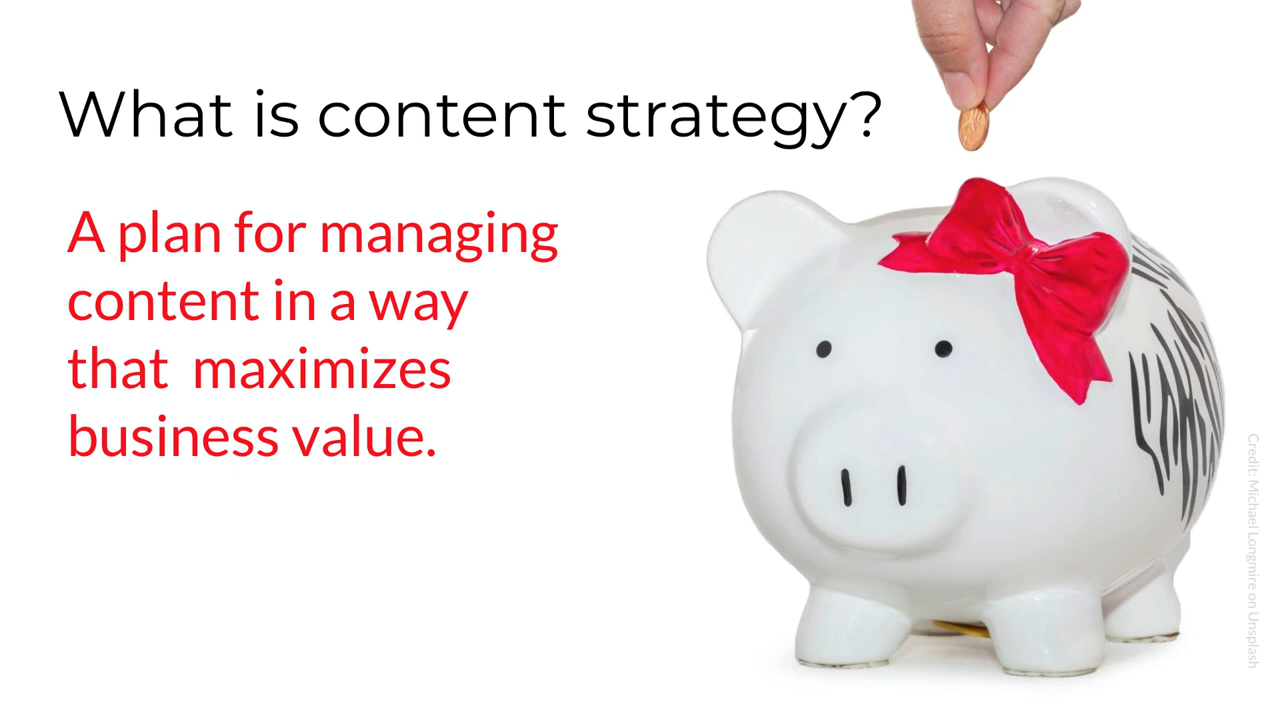 What is content strategy?
A plan for managing
content in a way
that  maximizes
business value.
Credit: Michael Longmire on Unsplash